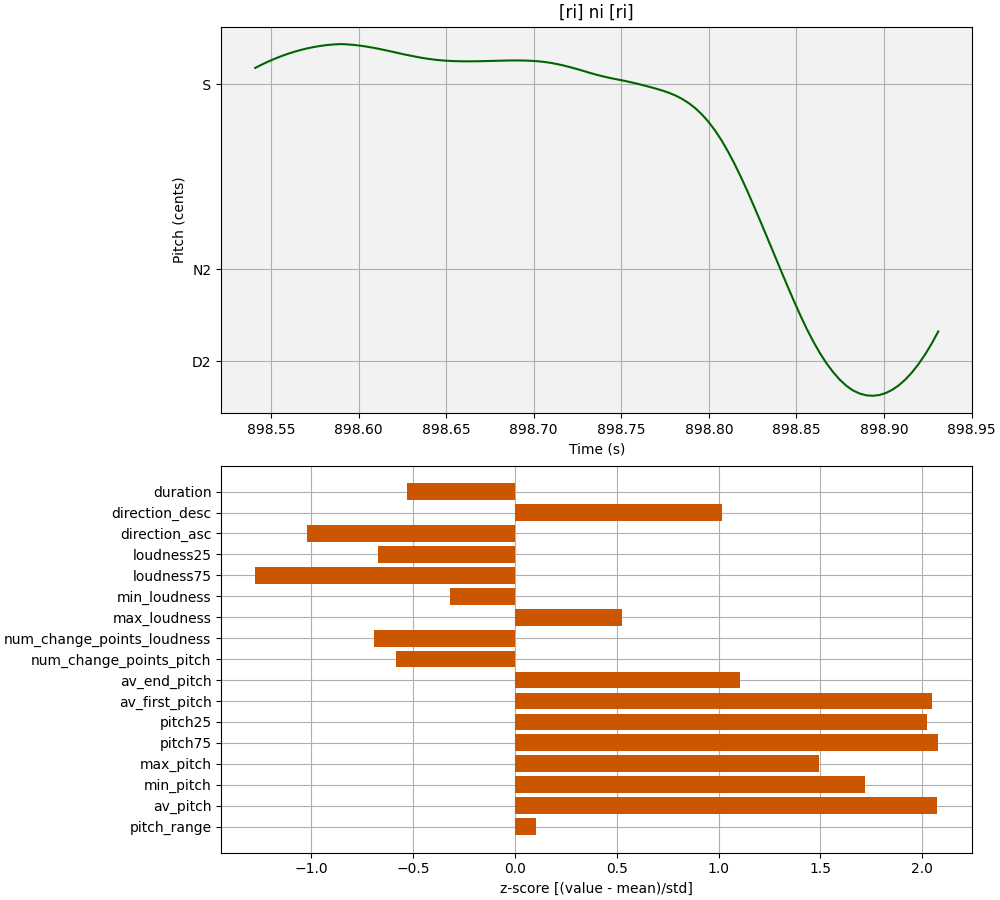 [ri] ni [ri]
Pitch (cents)
S
N2
D2
898.55 898.60 898.65 898.70 898.75 898.80 898.85 898.90 898.95
Time (s)
duration
direction_desc
direction_asc
loudness25
loudness75
min_loudness
max_loudness
num_change_points_loudness
num_change_points_pitch
av_end_pitch
av_first_pitch
pitch25
pitch75
max_pitch
min_pitch
av_pitch
pitch_range
−1.0 −0.5 0.0 0.5 1.0 1.5 2.0
z-score [(value - mean)/std]